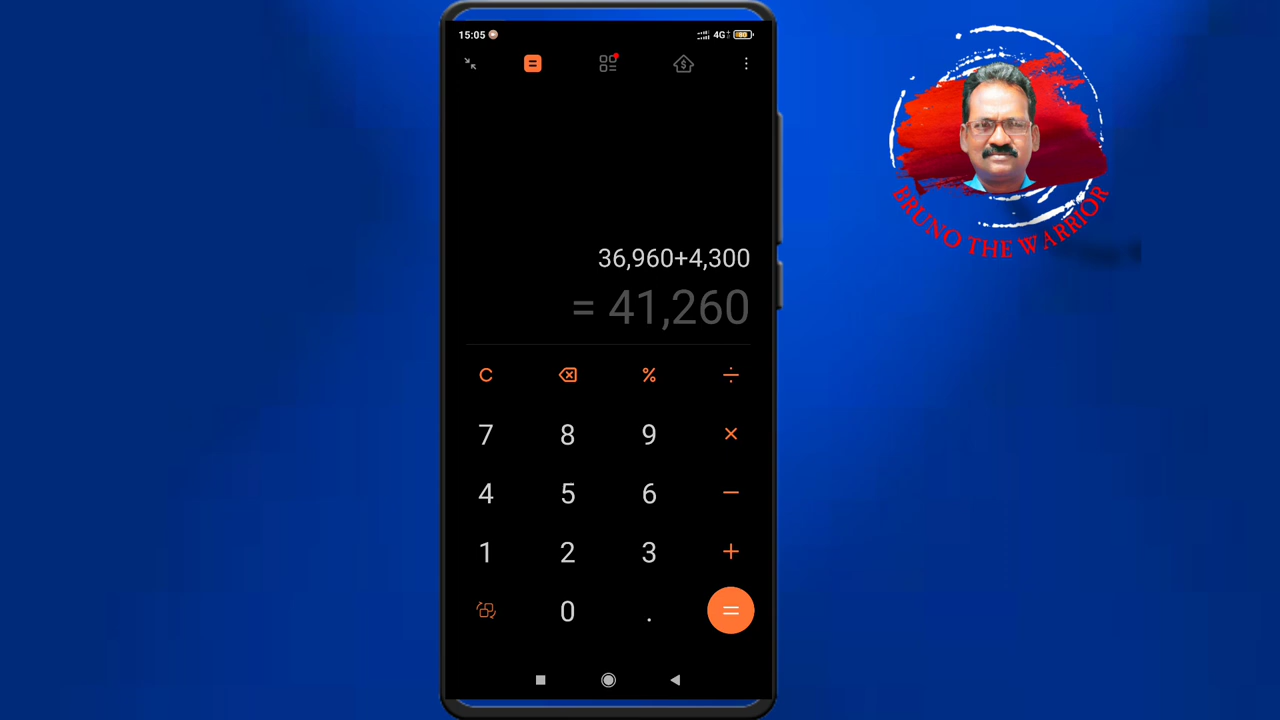 15:05 4G+ 80
36,960+4,300
= 41,260
C % ÷
7 8 9 ×
4 5 6 −
1 2 3 +
0 . =
BRUNO THE WARRIOR